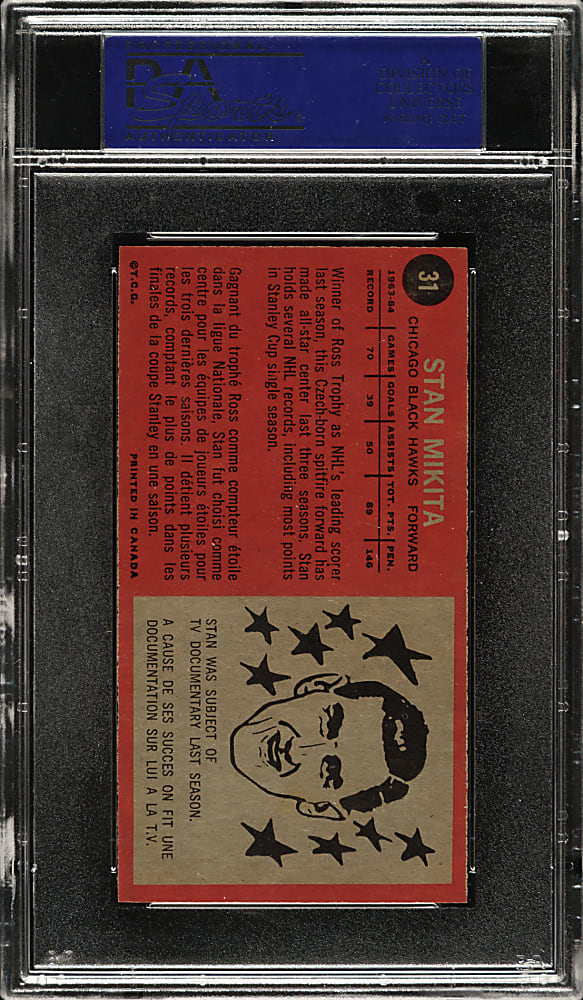 PROFESSIONAL
PSA
Sports
AUTHENTICATOR
A
DIVISION OF
COLLECTORS
UNIVERSE
NASDAQ: CLCT
31
STAN MIKITA
CHICAGO BLACK HAWKS FORWARD
1963-64 GAMES GOALS ASSISTS TOT. PTS. PEN.
RECORD 70 39 50 89 146
Winner of Ross Trophy as NHL's leading scorer
last season, this Czech-born spitfire forward has
made all-star center last three seasons. Stan
holds several NHL records, including most points
in Stanley Cup single season.
Gagnant du trophé Ross comme compteur étoile
dans la ligue Nationale, Stan fut choisi comme
centre pour les équipes de joueurs étoiles pour
les trois dernières saisons. Il détient plusieurs
records, comptant le plus de points dans les
finales de la coupe Stanley en une saison.
©T.C.G. PRINTED IN CANADA
STAN WAS SUBJECT OF
TV DOCUMENTARY LAST SEASON.
A CAUSE DE SES SUCCES ON FIT UNE
DOCUMENTATION SUR LUI A LA T.V.